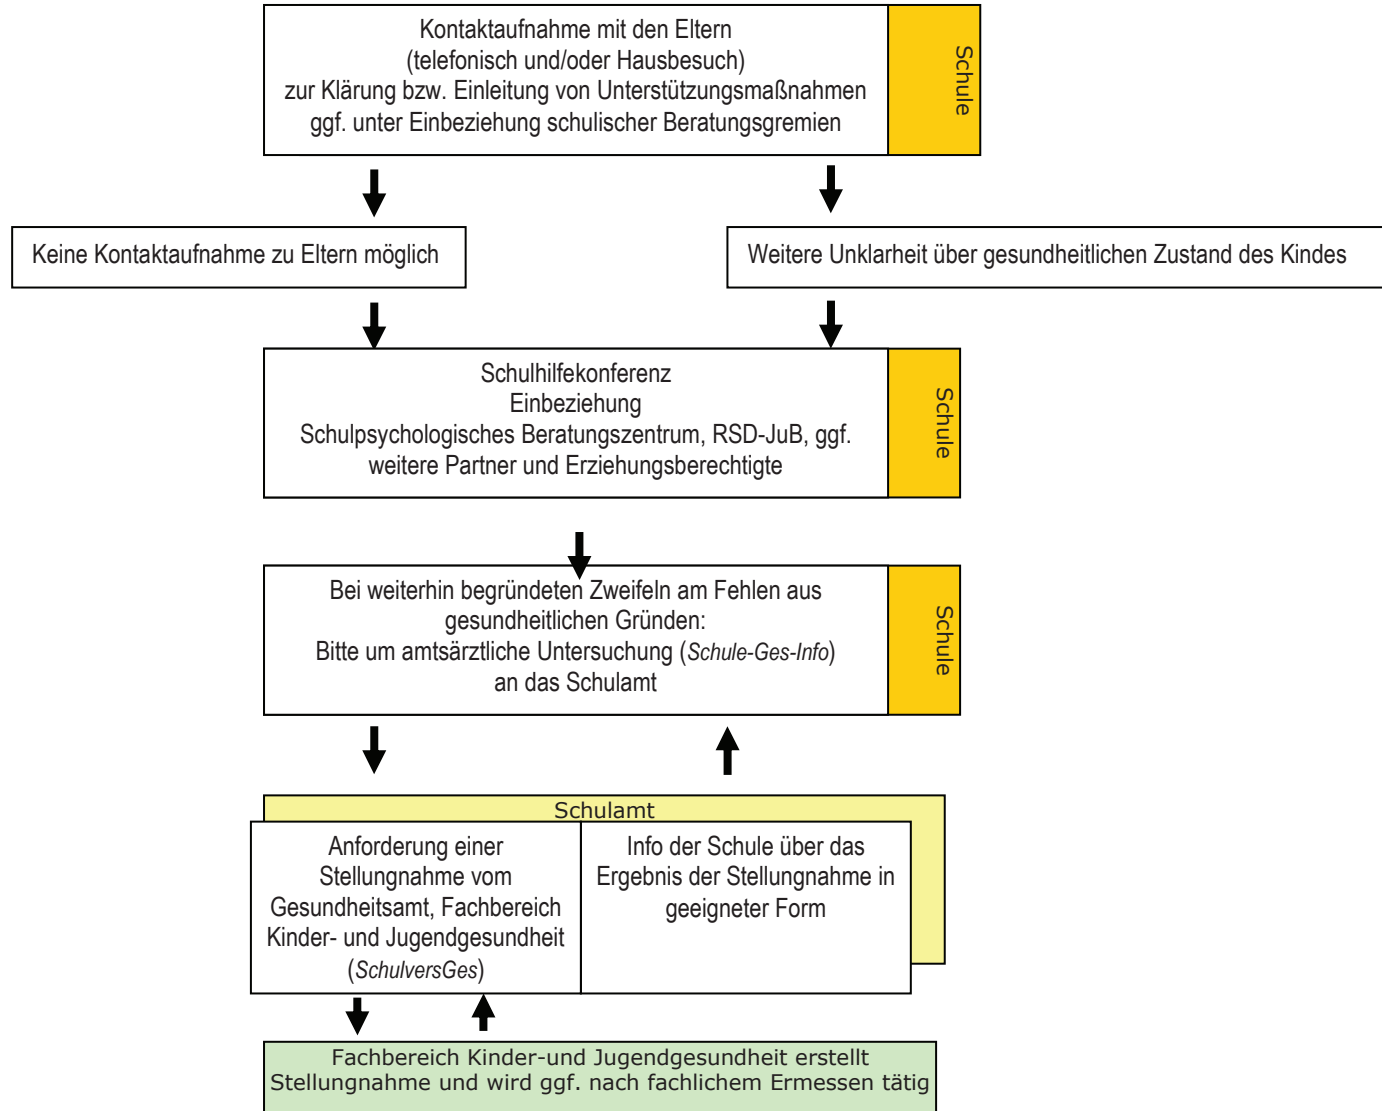 Kontaktaufnahme mit den Eltern
(telefonisch und/oder Hausbesuch)
zur Klärung bzw. Einleitung von Unterstützungsmaßnahmen
ggf. unter Einbeziehung schulischer Beratungsgremien
Schule
Keine Kontaktaufnahme zu Eltern möglich
Weitere Unklarheit über gesundheitlichen Zustand des Kindes
Schulhilfekonferenz
Einbeziehung
Schulpsychologisches Beratungszentrum, RSD-JuB, ggf.
weitere Partner und Erziehungsberechtigte
Schule
Bei weiterhin begründeten Zweifeln am Fehlen aus
gesundheitlichen Gründen:
Bitte um amtsärztliche Untersuchung (Schule-Ges-Info)
an das Schulamt
Schule
Schulamt
Anforderung einer
Stellungnahme vom
Gesundheitsamt, Fachbereich
Kinder- und Jugendgesundheit
(SchulversGes)
Info der Schule über das
Ergebnis der Stellungnahme in
geeigneter Form
Fachbereich Kinder-und Jugendgesundheit erstellt
Stellungnahme und wird ggf. nach fachlichem Ermessen tätig